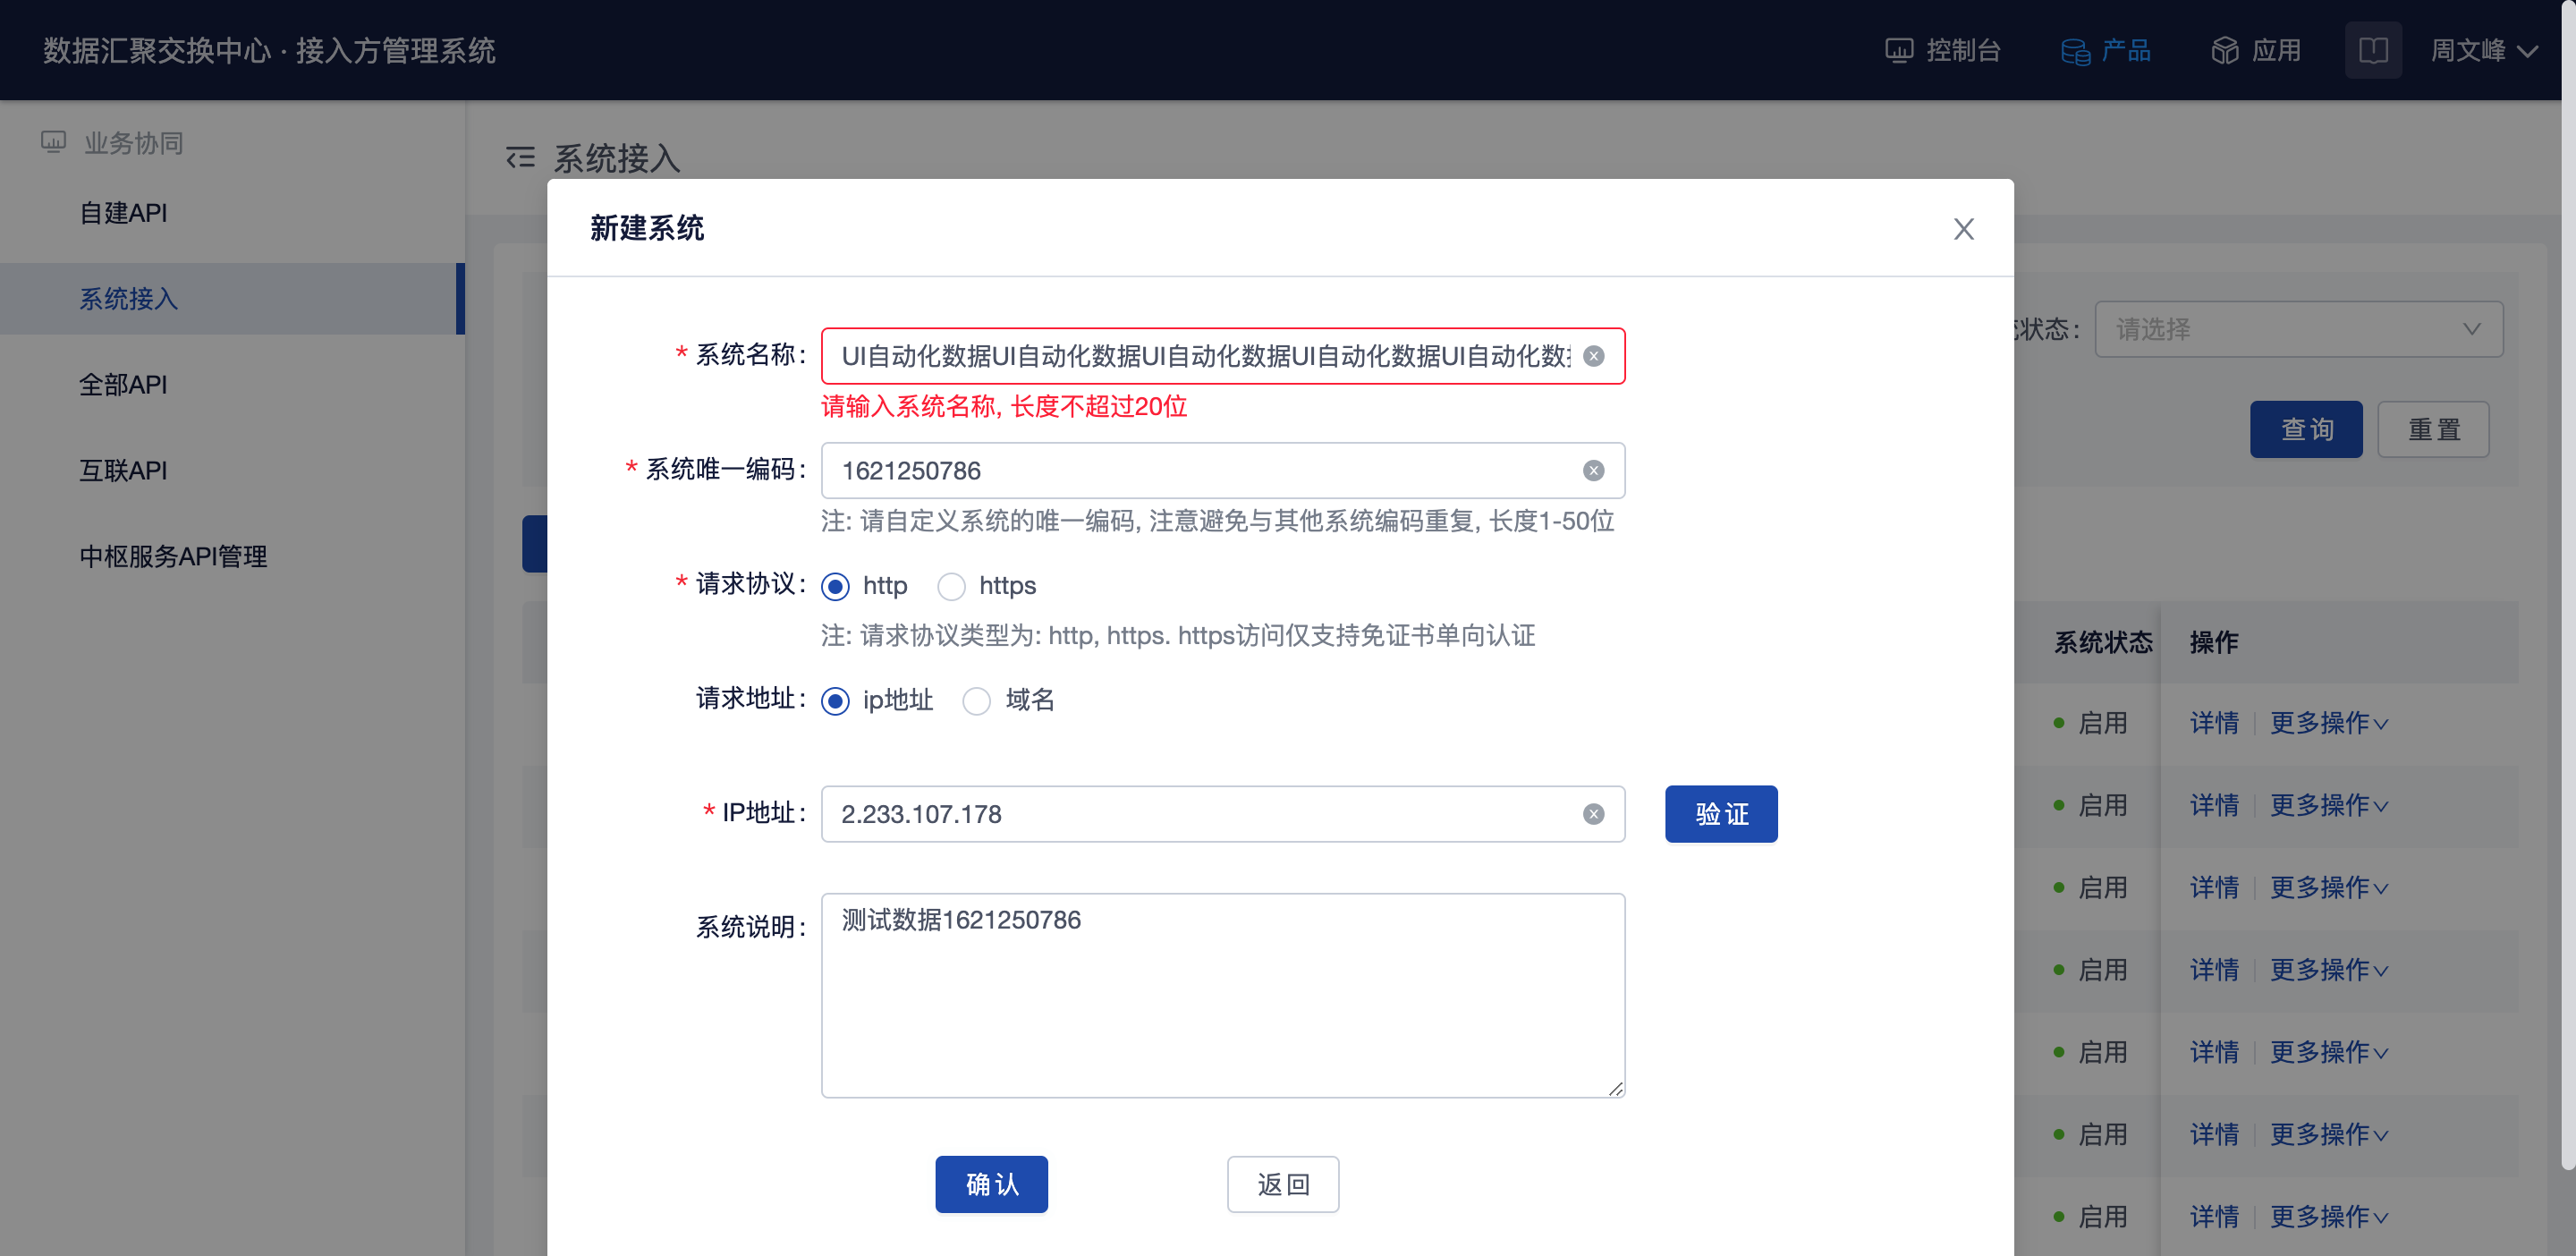 数据汇聚交换中心 · 接入方管理系统
控制台
产品
应用
周文峰
业务协同
自建API
系统接入
全部API
互联API
中枢服务API管理
系统接入
新建系统
* 系统名称:
UI自动化数据UI自动化数据UI自动化数据UI自动化数据UI自动化数
请输入系统名称, 长度不超过20位
* 系统唯一编码:
1621250786
注: 请自定义系统的唯一编码, 注意避免与其他系统编码重复, 长度1-50位
* 请求协议:
http
https
注: 请求协议类型为: http, https. https访问仅支持免证书单向认证
请求地址:
ip地址
域名
* IP地址:
2.233.107.178
验证
系统说明:
测试数据1621250786
确认
返回
状态:
请选择
查询
重置
系统状态
操作
启用
详情
更多操作
启用
详情
更多操作
启用
详情
更多操作
启用
详情
更多操作
启用
详情
更多操作
启用
详情
更多操作
启用
详情
更多操作